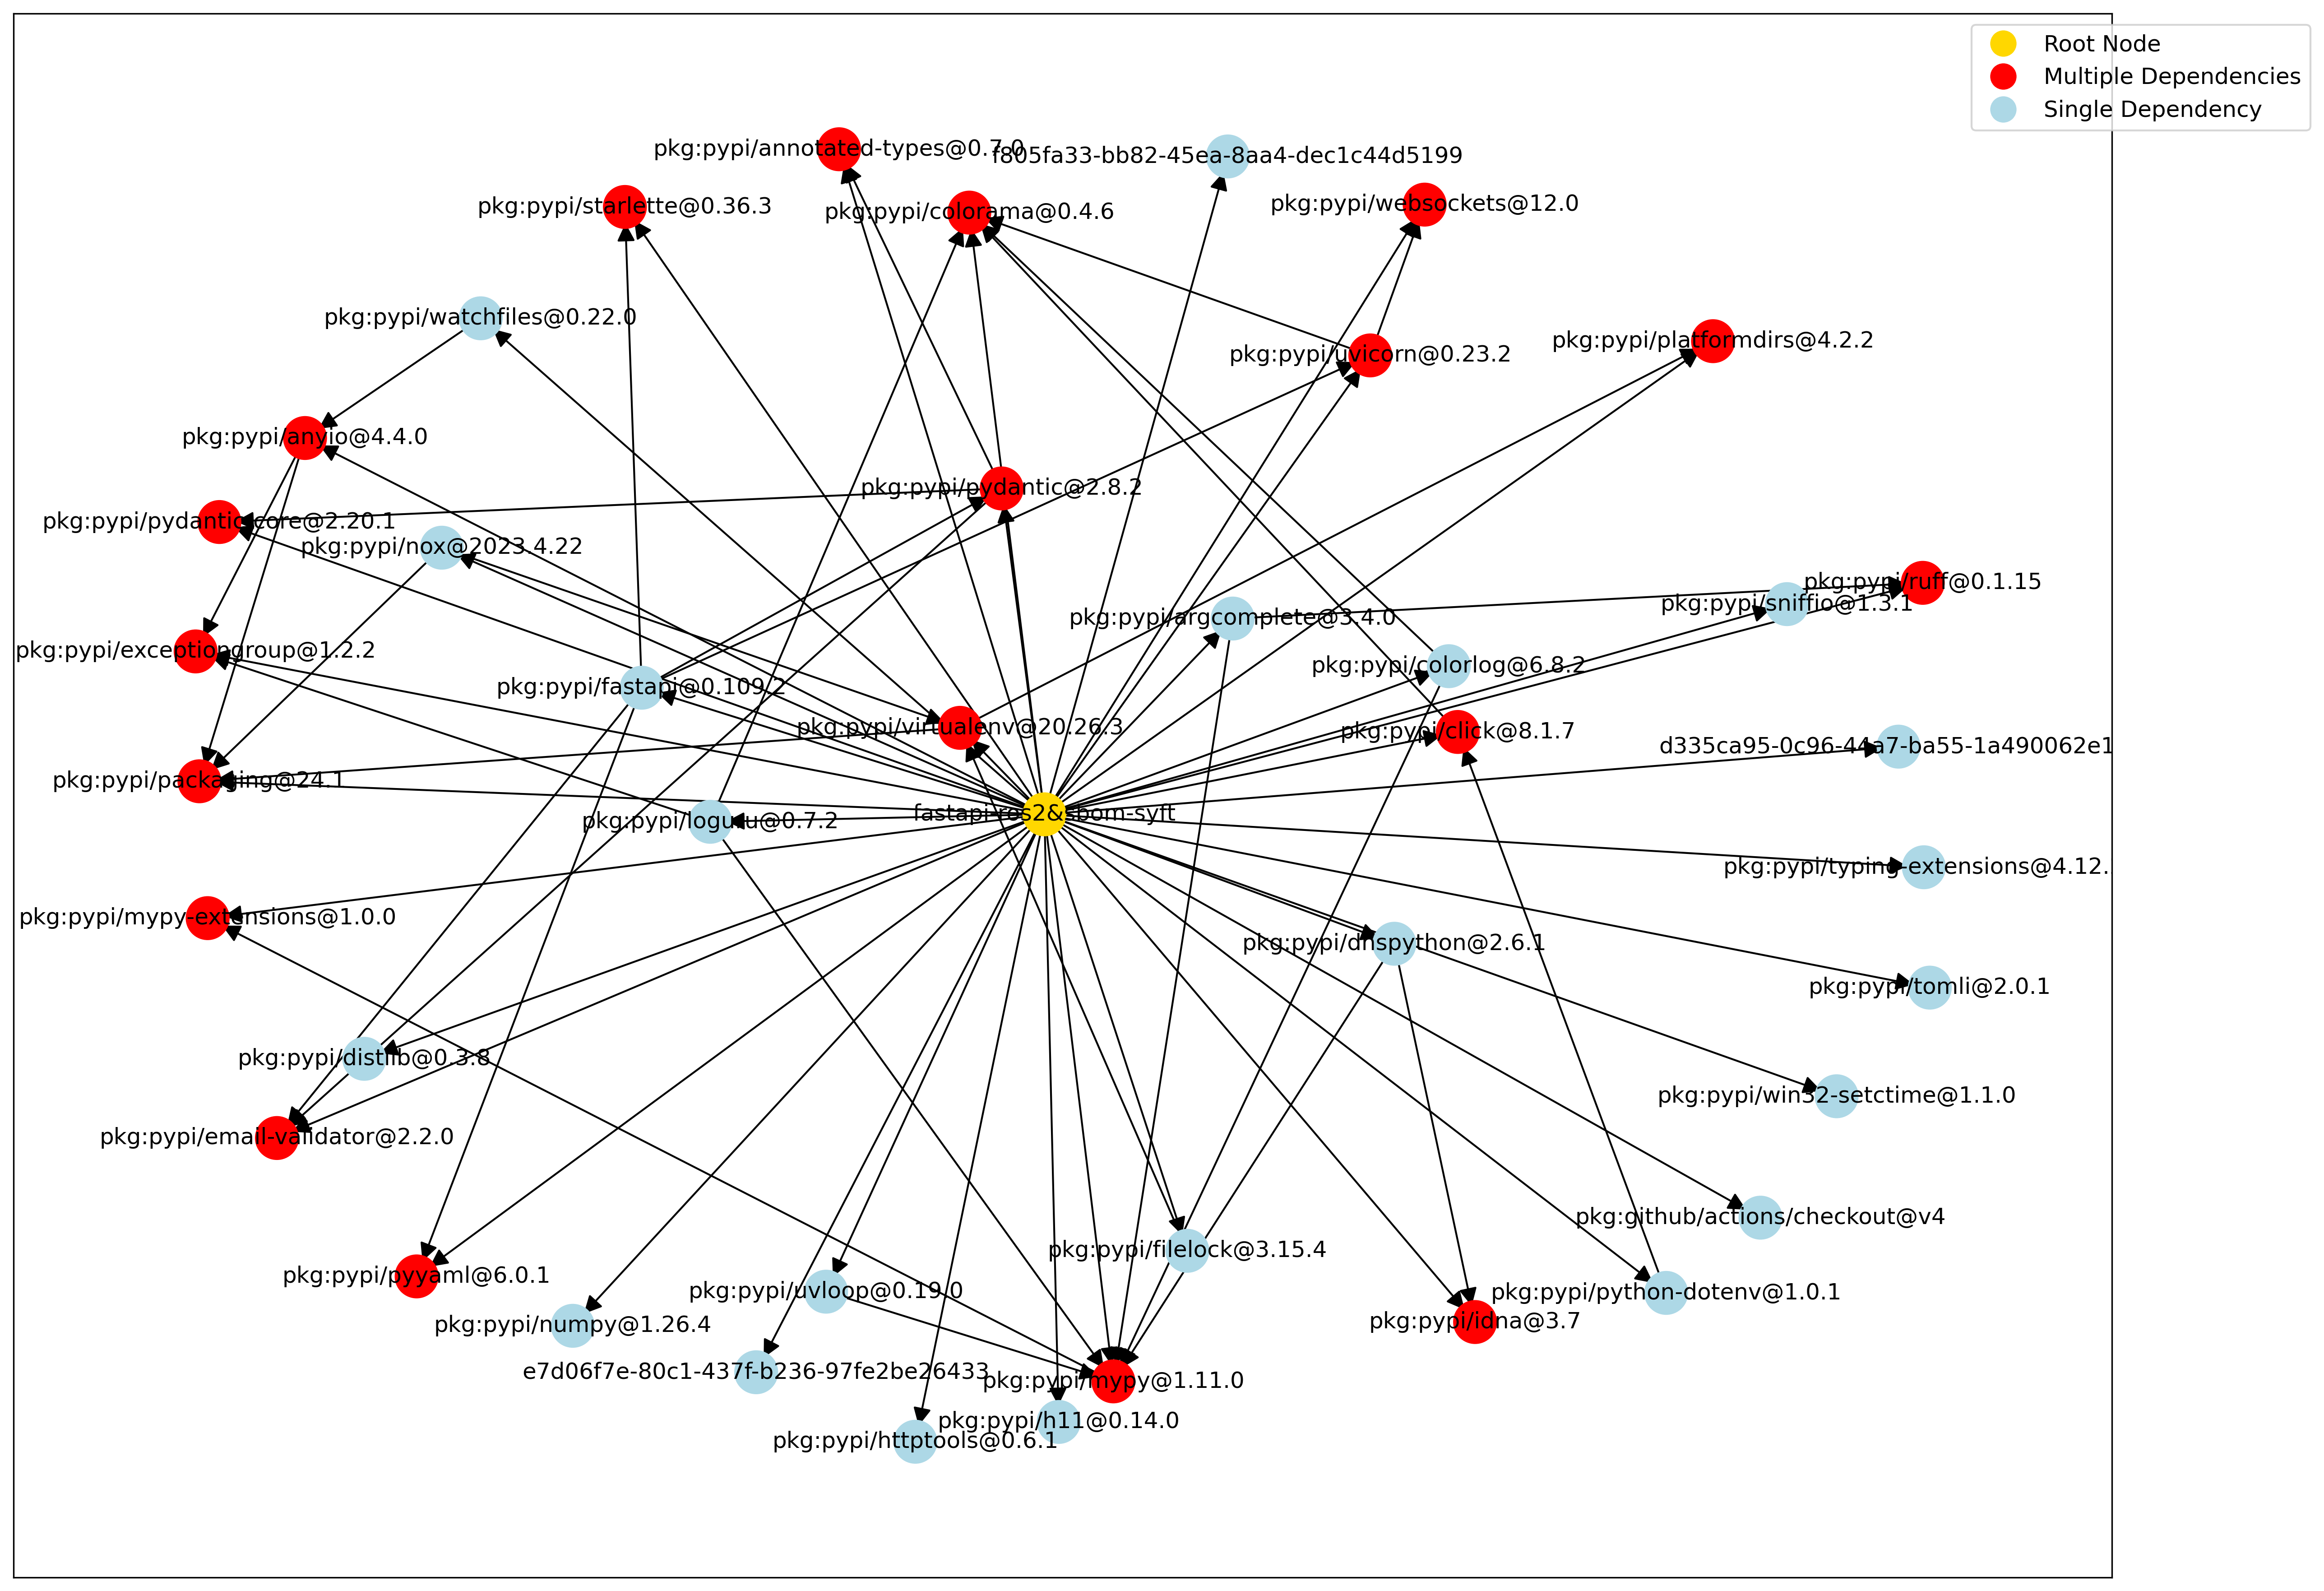 Root Node
Multiple Dependencies
Single Dependency
pkg:pypi/annotated-types@0.7.0
f805fa33-bb82-45ea-8aa4-dec1c44d5199
pkg:pypi/starlette@0.36.3
pkg:pypi/colorama@0.4.6
pkg:pypi/websockets@12.0
pkg:pypi/watchfiles@0.22.0
pkg:pypi/uvicorn@0.23.2
pkg:pypi/platformdirs@4.2.2
pkg:pypi/anyio@4.4.0
pkg:pypi/pydantic@2.8.2
pkg:pypi/pydantic-core@2.20.1
pkg:pypi/nox@2023.4.22
pkg:pypi/ruff@0.1.15
pkg:pypi/sniffio@1.3.1
pkg:pypi/argcomplete@3.4.0
pkg:pypi/exceptiongroup@1.2.2
pkg:pypi/colorlog@6.8.2
pkg:pypi/fastapi@0.109.2
pkg:pypi/virtualenv@20.26.3
pkg:pypi/click@8.1.7
d335ca95-0c96-44a7-ba55-1a490062e1
pkg:pypi/packaging@24.1
fastapi-ros2&sbom-syft
pkg:pypi/loguru@0.7.2
pkg:pypi/typing-extensions@4.12.
pkg:pypi/mypy-extensions@1.0.0
pkg:pypi/dnspython@2.6.1
pkg:pypi/tomli@2.0.1
pkg:pypi/distlib@0.3.8
pkg:pypi/win32-setctime@1.1.0
pkg:pypi/email-validator@2.2.0
pkg:github/actions/checkout@v4
pkg:pypi/filelock@3.15.4
pkg:pypi/pyyaml@6.0.1
pkg:pypi/uvloop@0.19.0
pkg:pypi/python-dotenv@1.0.1
pkg:pypi/numpy@1.26.4
pkg:pypi/idna@3.7
e7d06f7e-80c1-437f-b236-97fe2be26433
pkg:pypi/mypy@1.11.0
pkg:pypi/h11@0.14.0
pkg:pypi/httptools@0.6.1